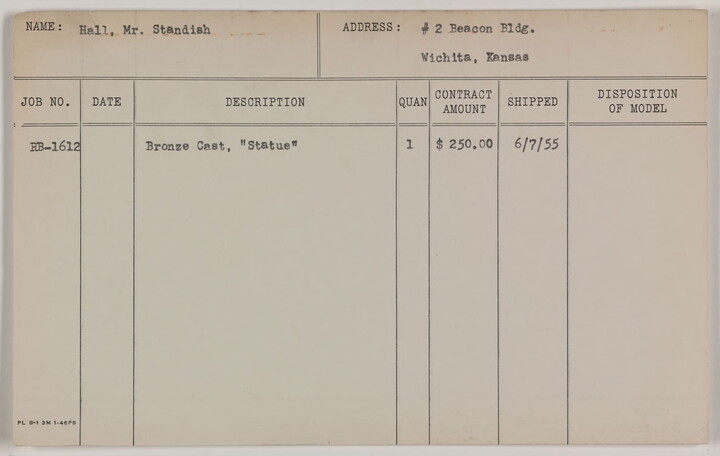 NAME: Hall, Mr. Standish
ADDRESS: # 2 Beacon Bldg.
Wichita, Kansas
JOB NO. DATE DESCRIPTION QUAN CONTRACT AMOUNT SHIPPED DISPOSITION OF MODEL
HB-1612 Bronze Cast, "Statue" 1 $ 250.00 6/7/55